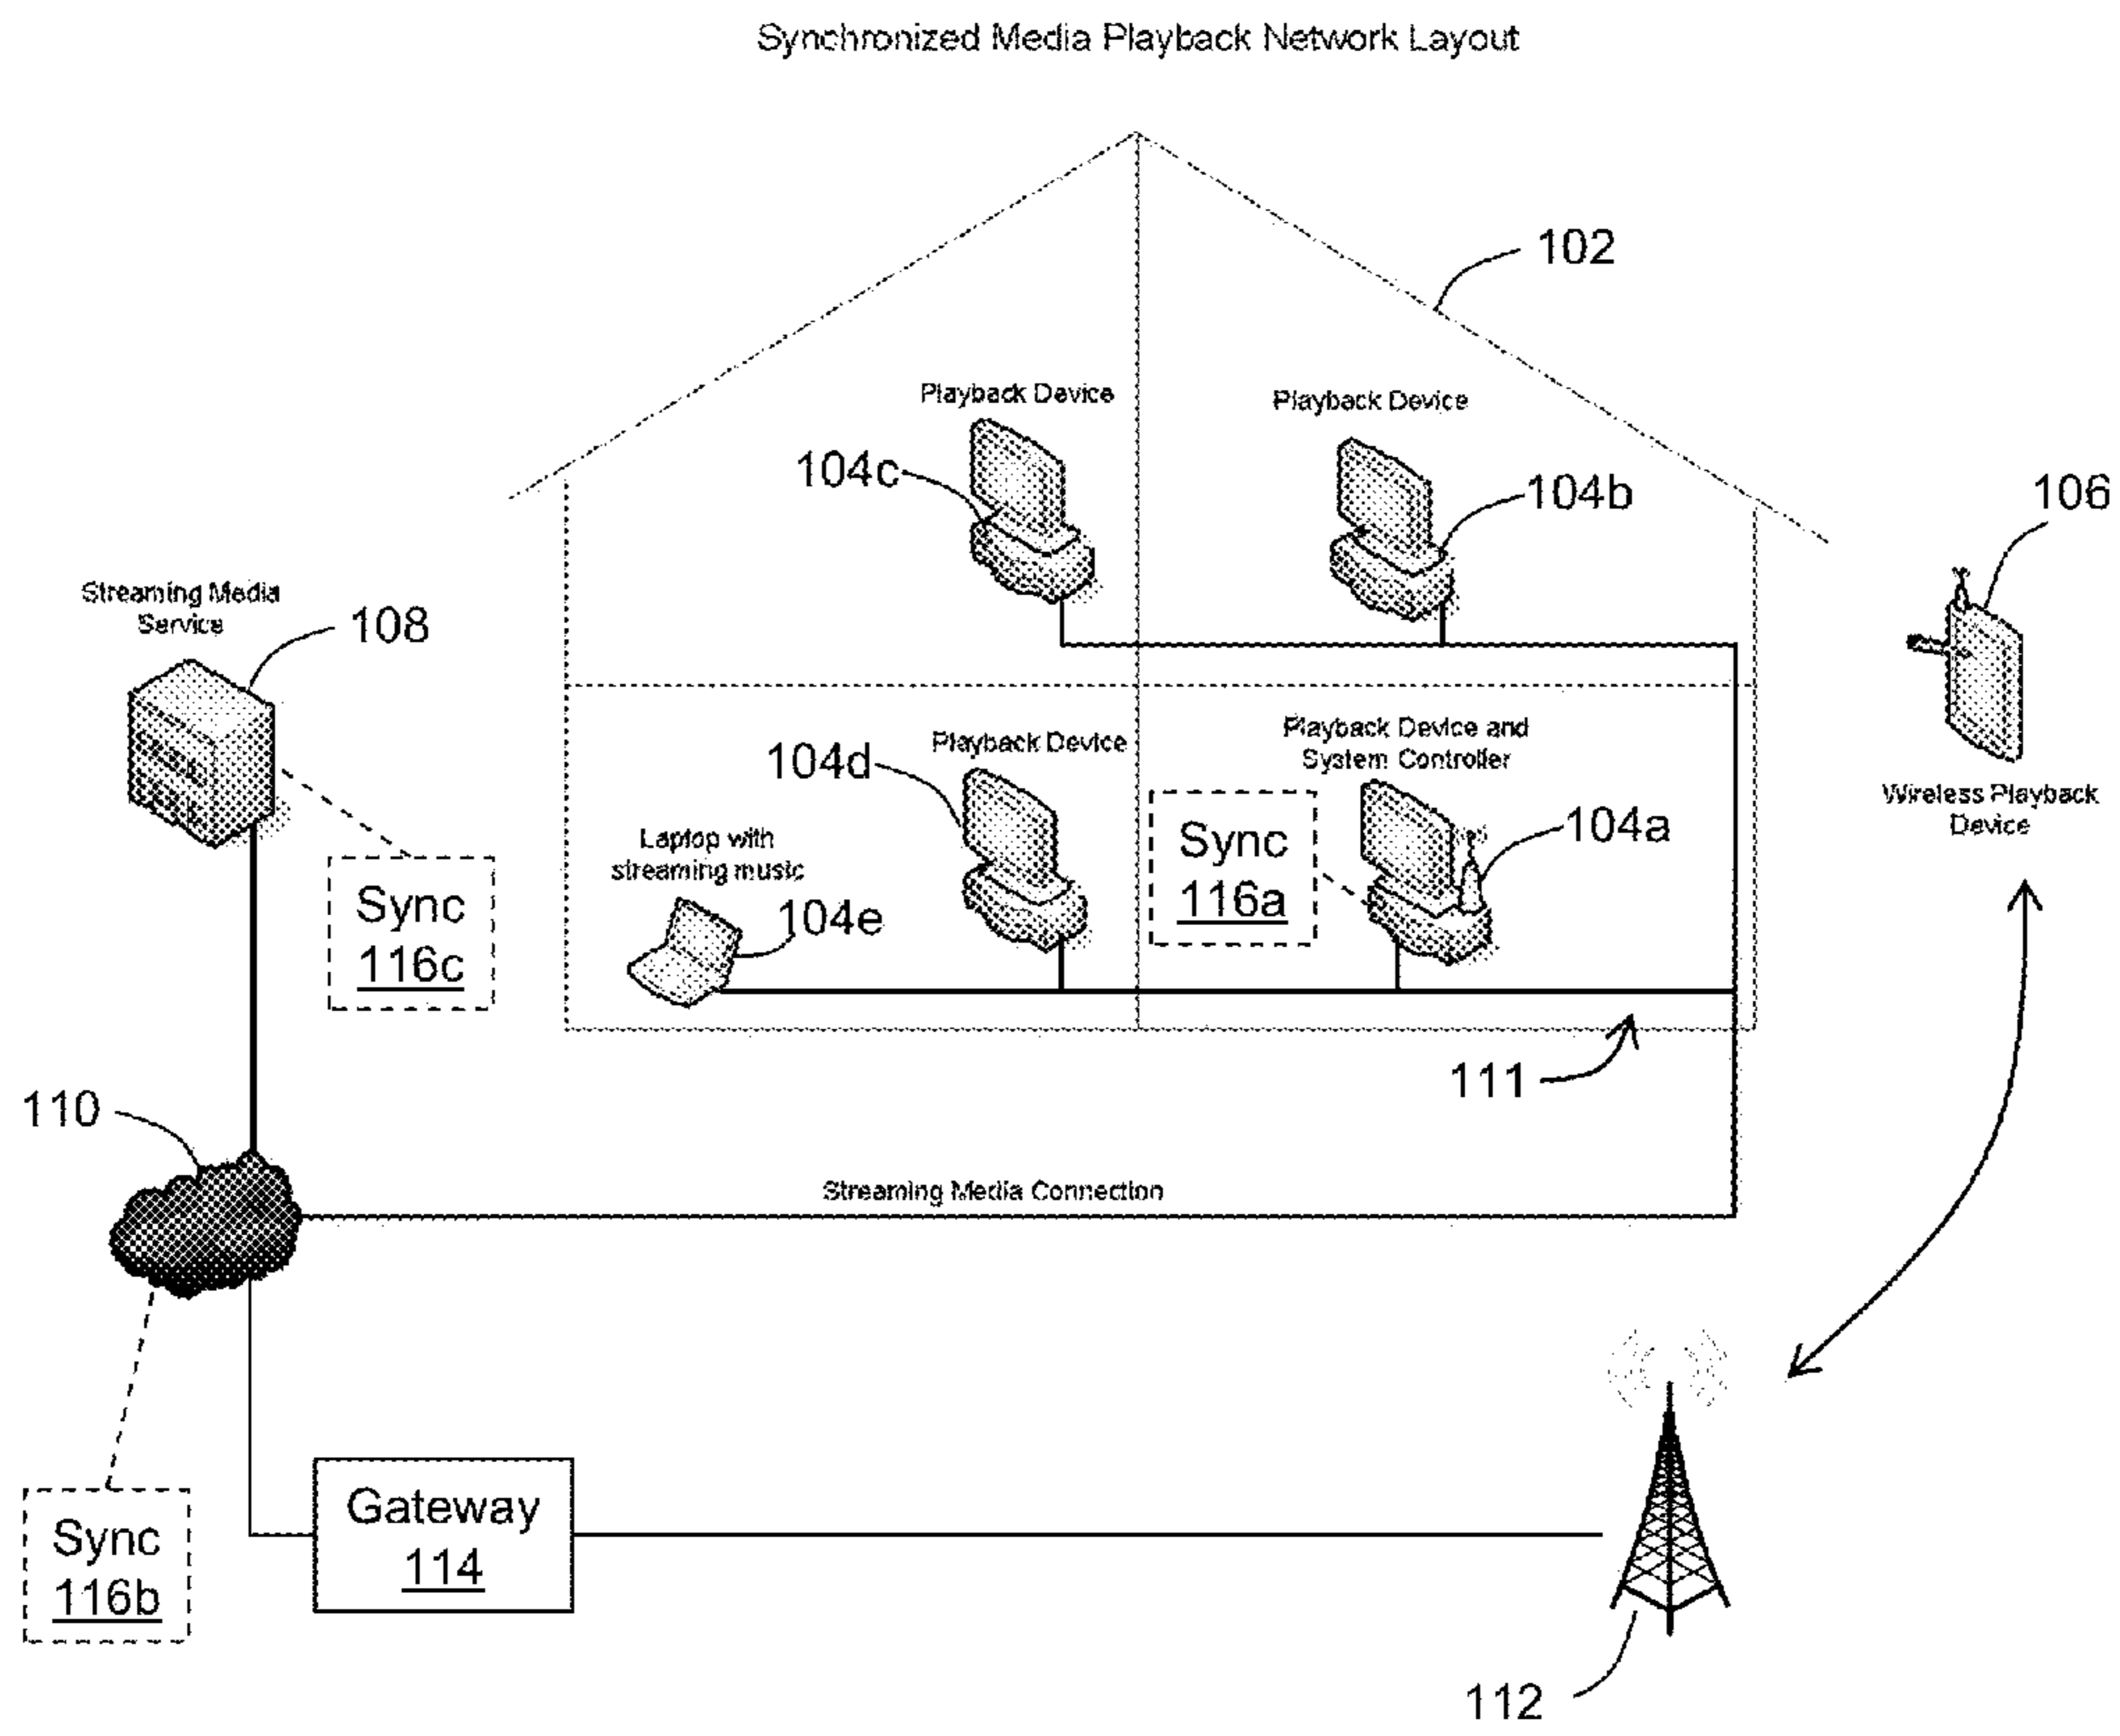 Synchronized Media Playback Network Layout
102
Playback Device
Playback Device
104c
104b
106
Streaming Media
Service
108
Playback Device
104d
Playback Device and
System Controller
Wireless Playback
Device
Laptop with
streaming music
104e
Sync
116a
104a
Sync
116c
111
110
Streaming Media Connection
Gateway
114
Sync
116b
112